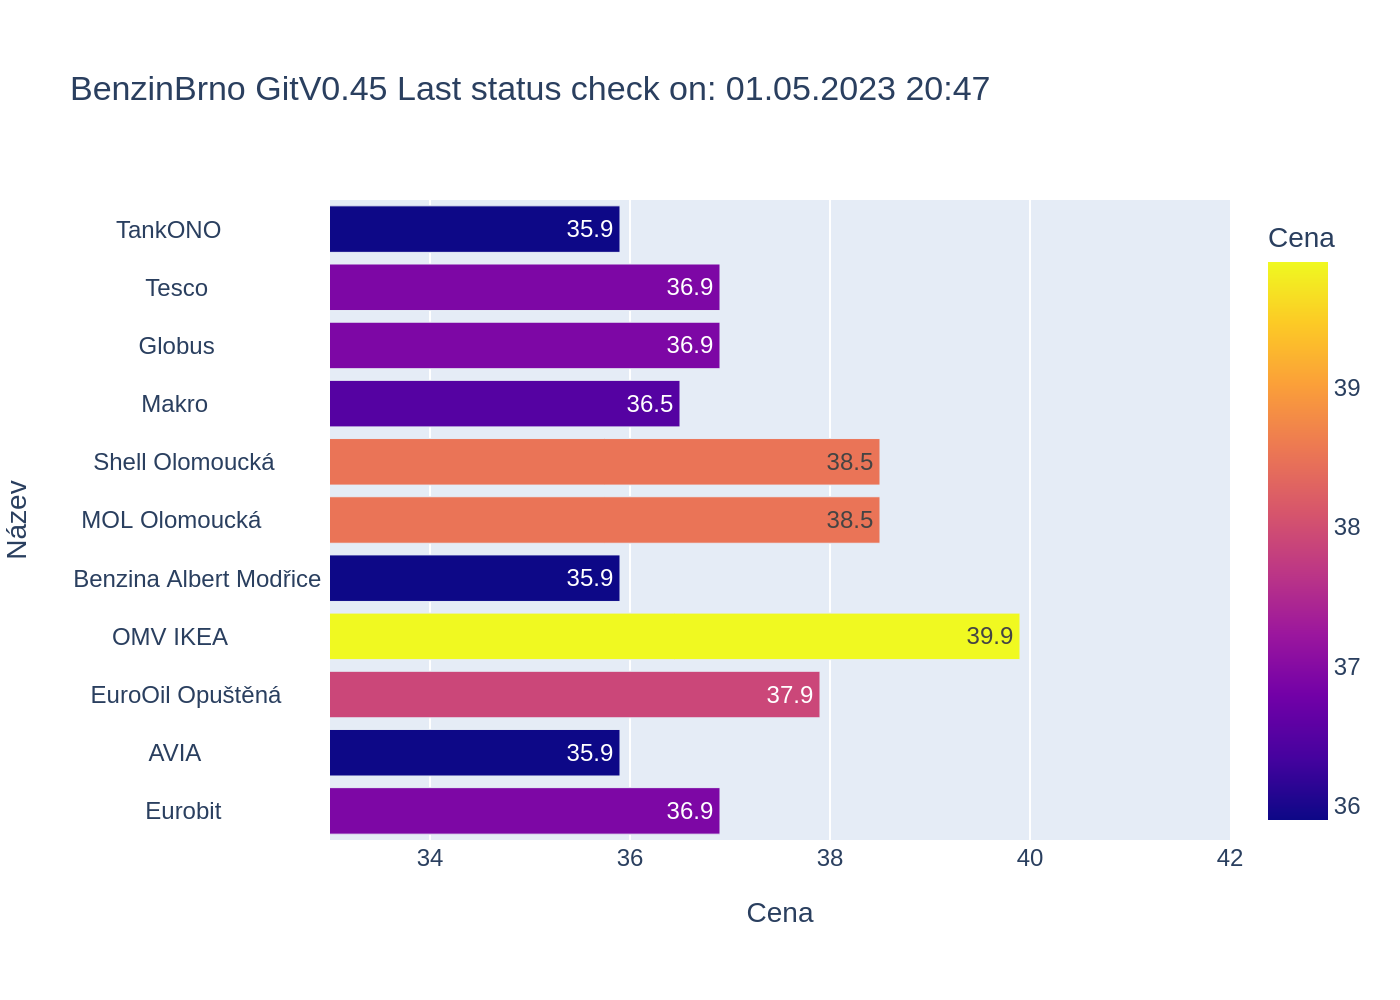 BenzinBrno GitV0.45 Last status check on: 01.05.2023 20:47
Název
TankONO 35.9
Tesco 36.9
Globus 36.9
Makro 36.5
Shell Olomoucká 38.5
MOL Olomoucká 38.5
Benzina Albert Modřice 35.9
OMV IKEA 39.9
EuroOil Opuštěná 37.9
AVIA 35.9
Eurobit 36.9
34 36 38 40 42
Cena
Cena
39
38
37
36